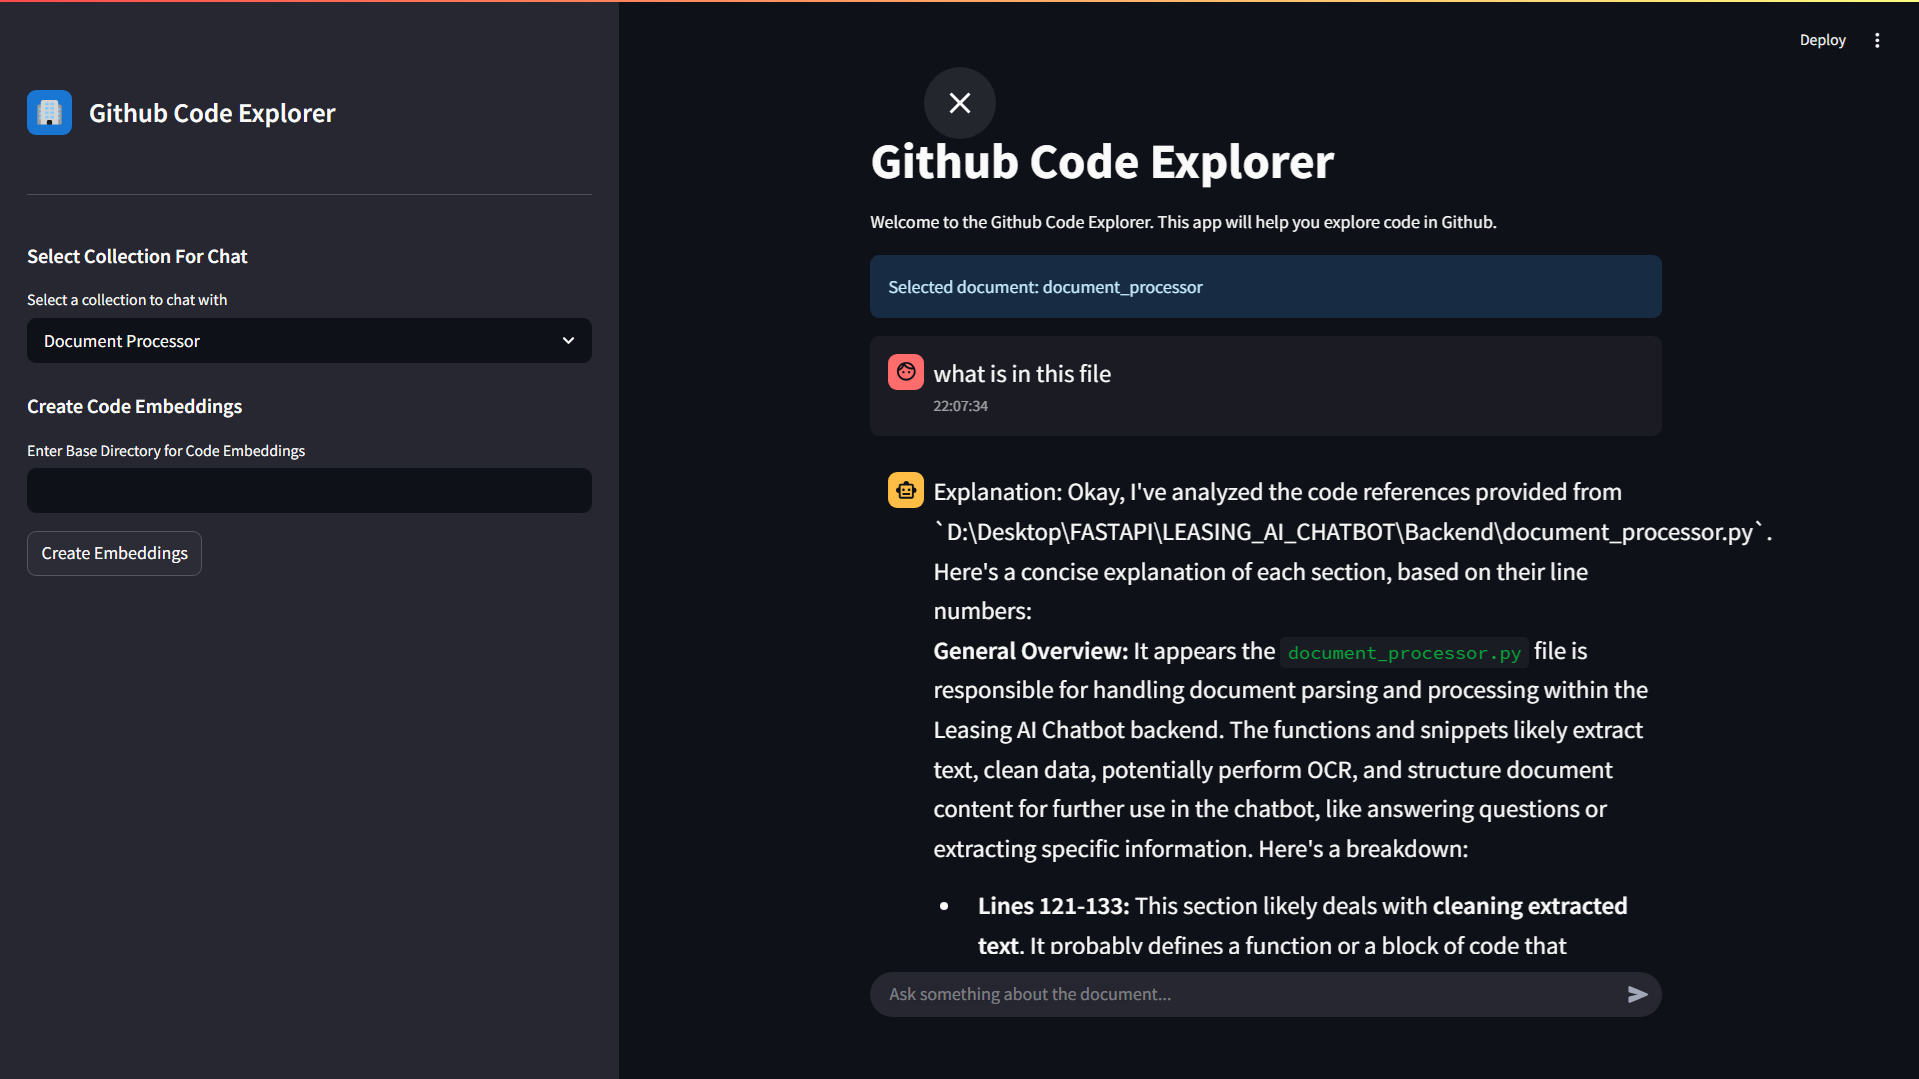 Deploy
Github Code Explorer
Select Collection For Chat
Select a collection to chat with
Document Processor
Create Code Embeddings
Enter Base Directory for Code Embeddings
Create Embeddings
Github Code Explorer
Welcome to the Github Code Explorer. This app will help you explore code in Github.
Selected document: document_processor
what is in this file
22:07:34
Explanation: Okay, I've analyzed the code references provided from
`D:\Desktop\FASTAPI\LEASING_AI_CHATBOT\Backend\document_processor.py`.
Here's a concise explanation of each section, based on their line
numbers:
General Overview: It appears the document_processor.py file is
responsible for handling document parsing and processing within the
Leasing AI Chatbot backend. The functions and snippets likely extract
text, clean data, potentially perform OCR, and structure document
content for further use in the chatbot, like answering questions or
extracting specific information. Here's a breakdown:
• Lines 121-133: This section likely deals with cleaning extracted
text. It probably defines a function or a block of code that
Ask something about the document...